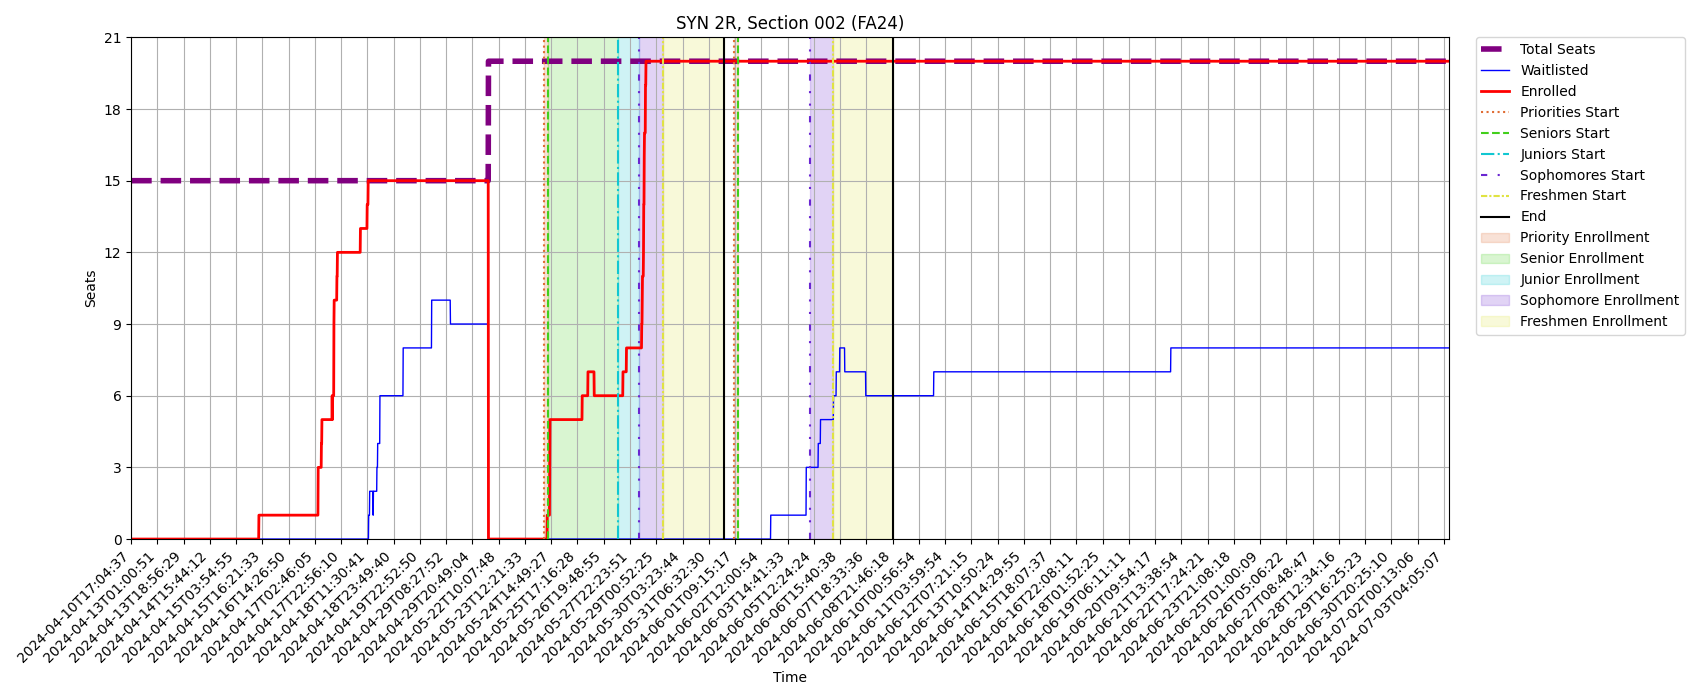 SYN 2R, Section 002 (FA24)
21
18
15
12
9
6
3
0
Seats
2024-04-10T17:04:37
2024-04-13T01:00:51
2024-04-13T18:56:29
2024-04-14T15:44:12
2024-04-15T03:54:55
2024-04-15T16:21:33
2024-04-16T14:26:50
2024-04-17T02:46:05
2024-04-17T22:56:10
2024-04-18T11:30:41
2024-04-18T23:49:40
2024-04-19T22:52:50
2024-04-29T08:27:52
2024-04-29T20:49:04
2024-05-22T10:07:48
2024-05-23T12:21:33
2024-05-24T14:49:27
2024-05-25T17:16:28
2024-05-26T19:48:55
2024-05-27T22:23:51
2024-05-29T00:52:25
2024-05-30T03:23:44
2024-05-31T06:32:30
2024-06-01T09:15:17
2024-06-02T12:00:54
2024-06-03T14:41:33
2024-06-05T12:24:24
2024-06-06T15:40:38
2024-06-07T18:33:36
2024-06-08T21:46:18
2024-06-10T00:56:54
2024-06-11T03:59:54
2024-06-12T07:21:15
2024-06-13T10:50:24
2024-06-14T14:29:55
2024-06-15T18:07:37
2024-06-16T22:08:11
2024-06-18T01:52:25
2024-06-19T06:11:11
2024-06-20T09:54:17
2024-06-21T13:38:54
2024-06-22T17:24:21
2024-06-23T21:08:18
2024-06-25T01:00:09
2024-06-26T05:06:22
2024-06-27T08:48:47
2024-06-28T12:34:16
2024-06-29T16:25:23
2024-06-30T20:25:10
2024-07-02T00:13:06
2024-07-03T04:05:07
Time
Total Seats
Waitlisted
Enrolled
Priorities Start
Seniors Start
Juniors Start
Sophomores Start
Freshmen Start
End
Priority Enrollment
Senior Enrollment
Junior Enrollment
Sophomore Enrollment
Freshmen Enrollment